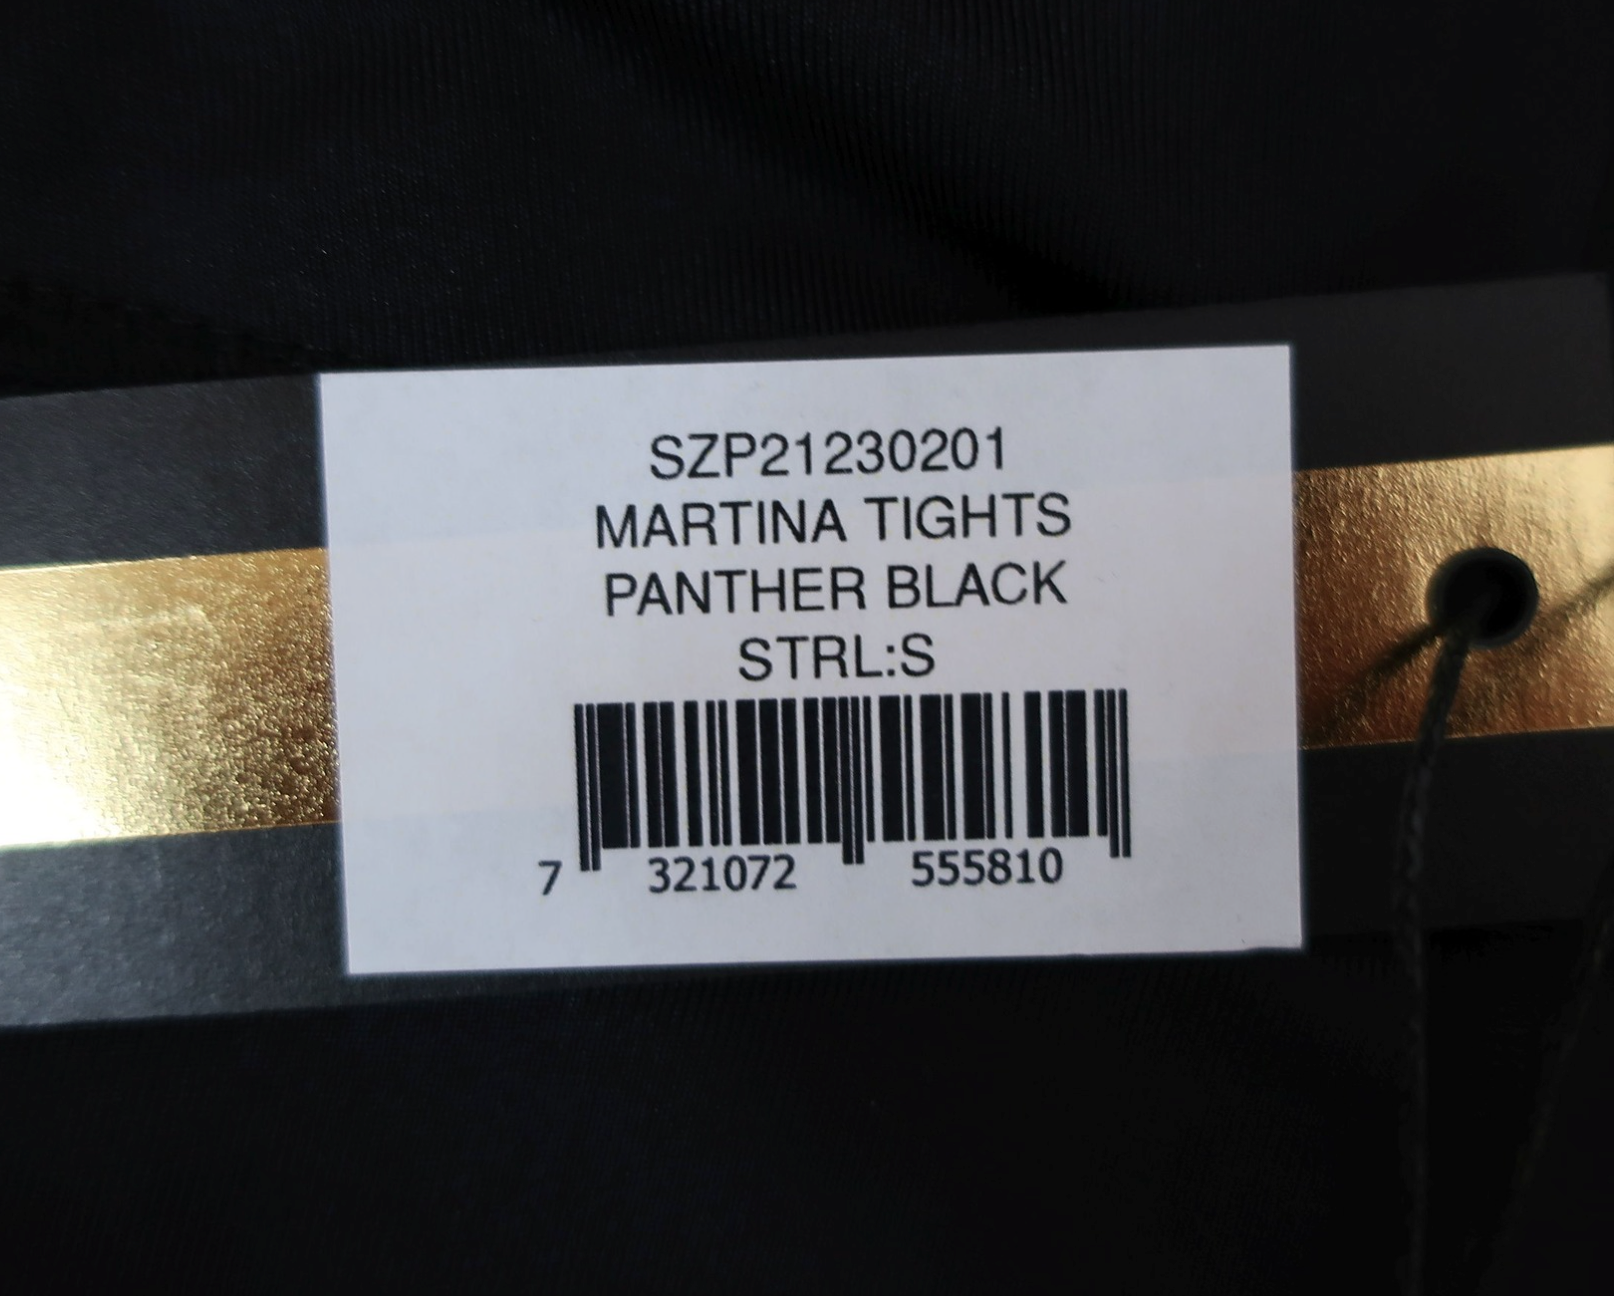 SZP21230201
MARTINA TIGHTS
PANTHER BLACK
STRL:S
7 321072 555810